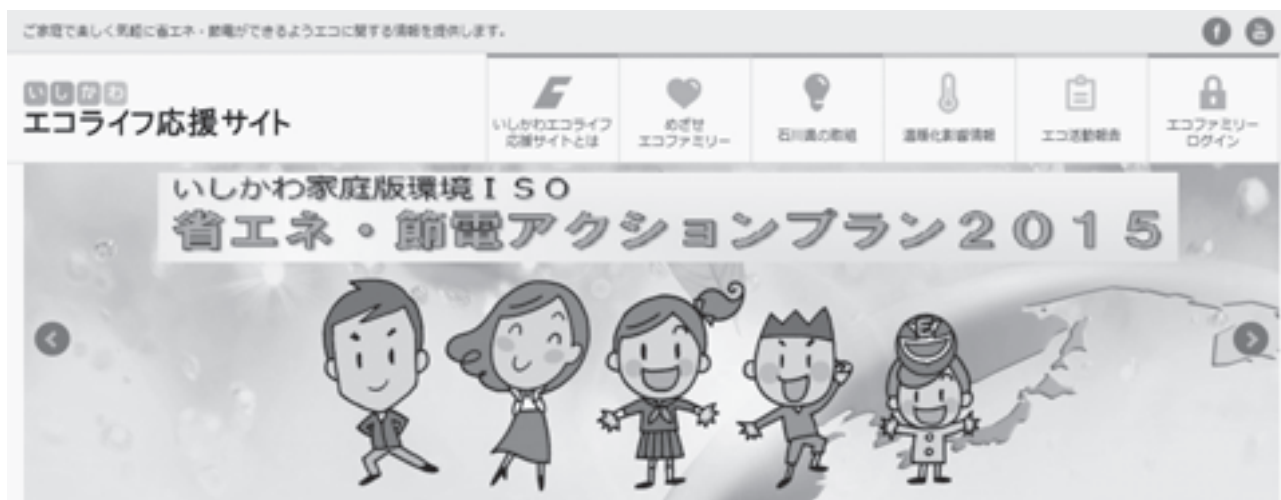 ご家庭で楽しく気軽に省エネ・節電ができるようエコに関する情報を提供します。
いしかわ
エコライフ応援サイト
いしかわエコライフ
応援サイトとは
めざせ
エコファミリー
石川県の取組
温暖化影響情報
エコ活動報告
エコファミリー
ログイン
いしかわ家庭版環境ISO
省エネ・節電アクションプラン2015